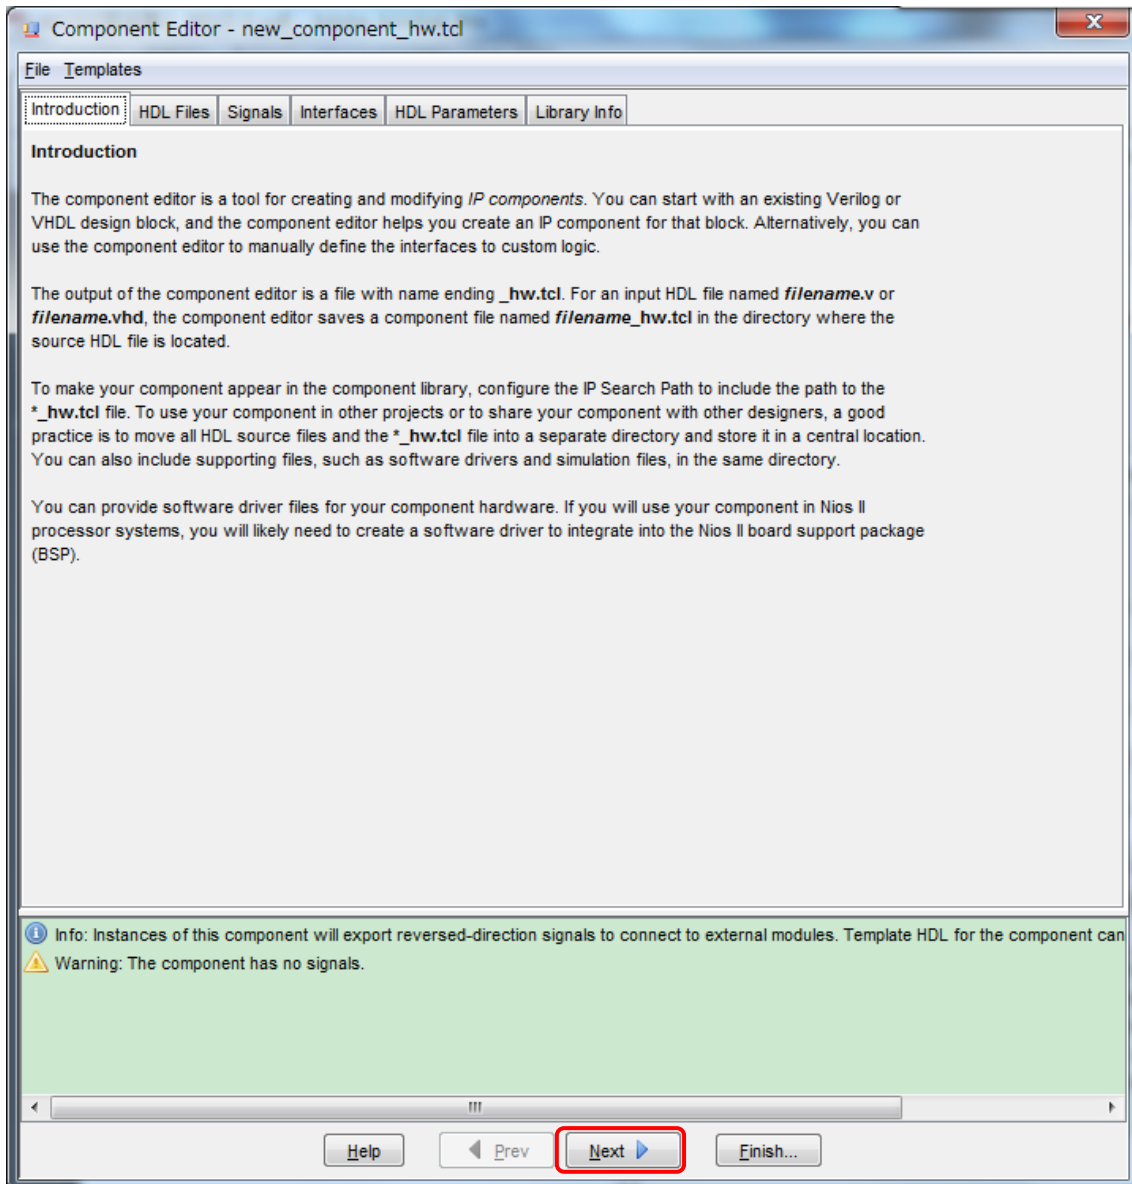 Component Editor - new_component_hw.tcl
x
File Templates
Introduction HDL Files Signals Interfaces HDL Parameters Library Info
Introduction
The component editor is a tool for creating and modifying IP components. You can start with an existing Verilog or
VHDL design block, and the component editor helps you create an IP component for that block. Alternatively, you can
use the component editor to manually define the interfaces to custom logic.
The output of the component editor is a file with name ending _hw.tcl. For an input HDL file named filename.v or
filename.vhd, the component editor saves a component file named filename_hw.tcl in the directory where the
source HDL file is located.
To make your component appear in the component library, configure the IP Search Path to include the path to the
*_hw.tcl file. To use your component in other projects or to share your component with other designers, a good
practice is to move all HDL source files and the *_hw.tcl file into a separate directory and store it in a central location.
You can also include supporting files, such as software drivers and simulation files, in the same directory.
You can provide software driver files for your component hardware. If you will use your component in Nios II
processor systems, you will likely need to create a software driver to integrate into the Nios II board support package
(BSP).
Info: Instances of this component will export reversed-direction signals to connect to external modules. Template HDL for the component can
Warning: The component has no signals.
Help Prev Next Finish...